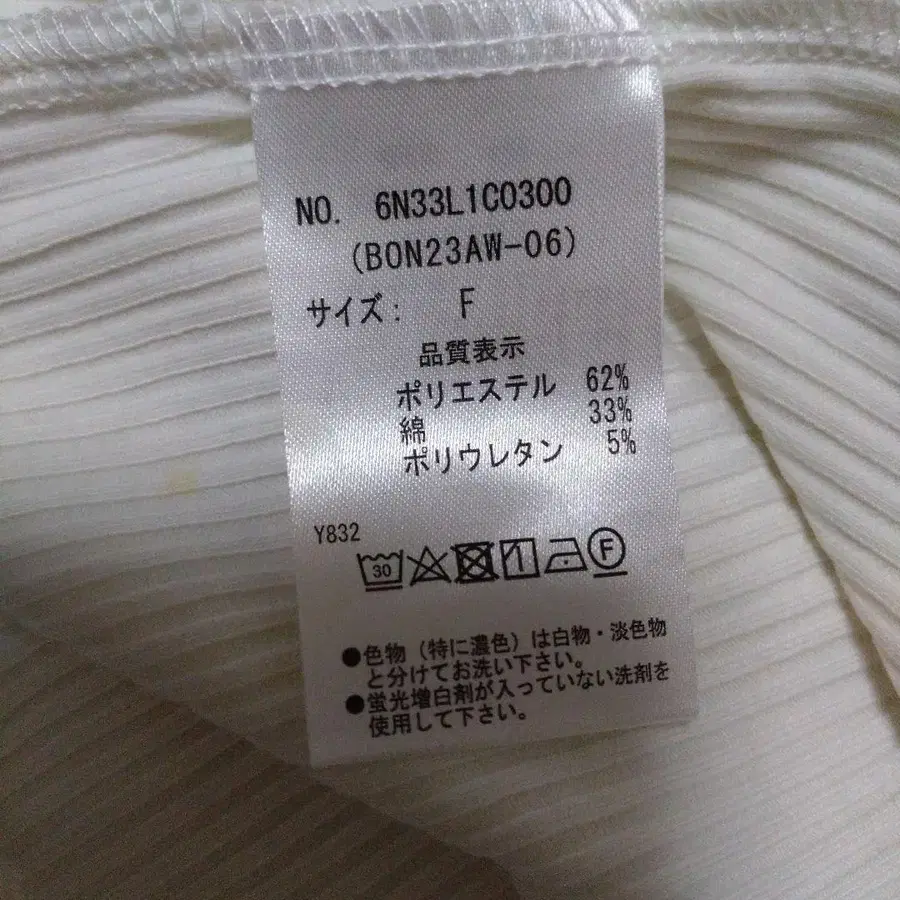 NO. 6N33L1C0300
(BON23AW-06)
サイズ: F
品質表示
ポリエステル 62%
綿 33%
ポリウレタン 5%
Y832
30 F
●色物(特に濃色)は白物・淡色物
と分けてお洗い下さい。
●蛍光増白剤が入っていない洗剤を
使用して下さい。